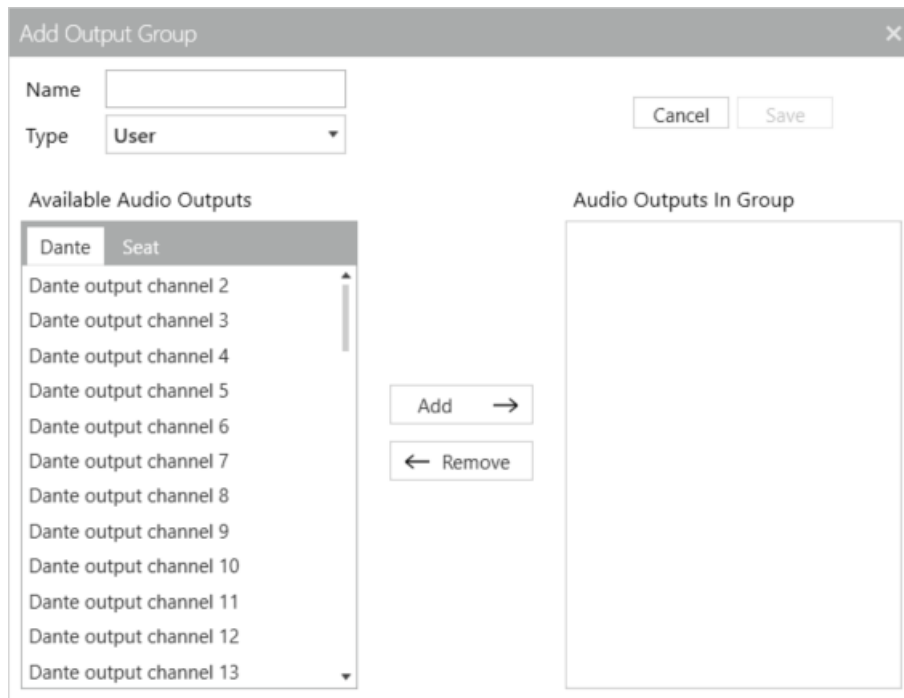 Add Output Group
Name
Type User
Cancel Save
Available Audio Outputs
Dante Seat
Dante output channel 2
Dante output channel 3
Dante output channel 4
Dante output channel 5
Dante output channel 6
Dante output channel 7
Dante output channel 8
Dante output channel 9
Dante output channel 10
Dante output channel 11
Dante output channel 12
Dante output channel 13
Add →
← Remove
Audio Outputs In Group